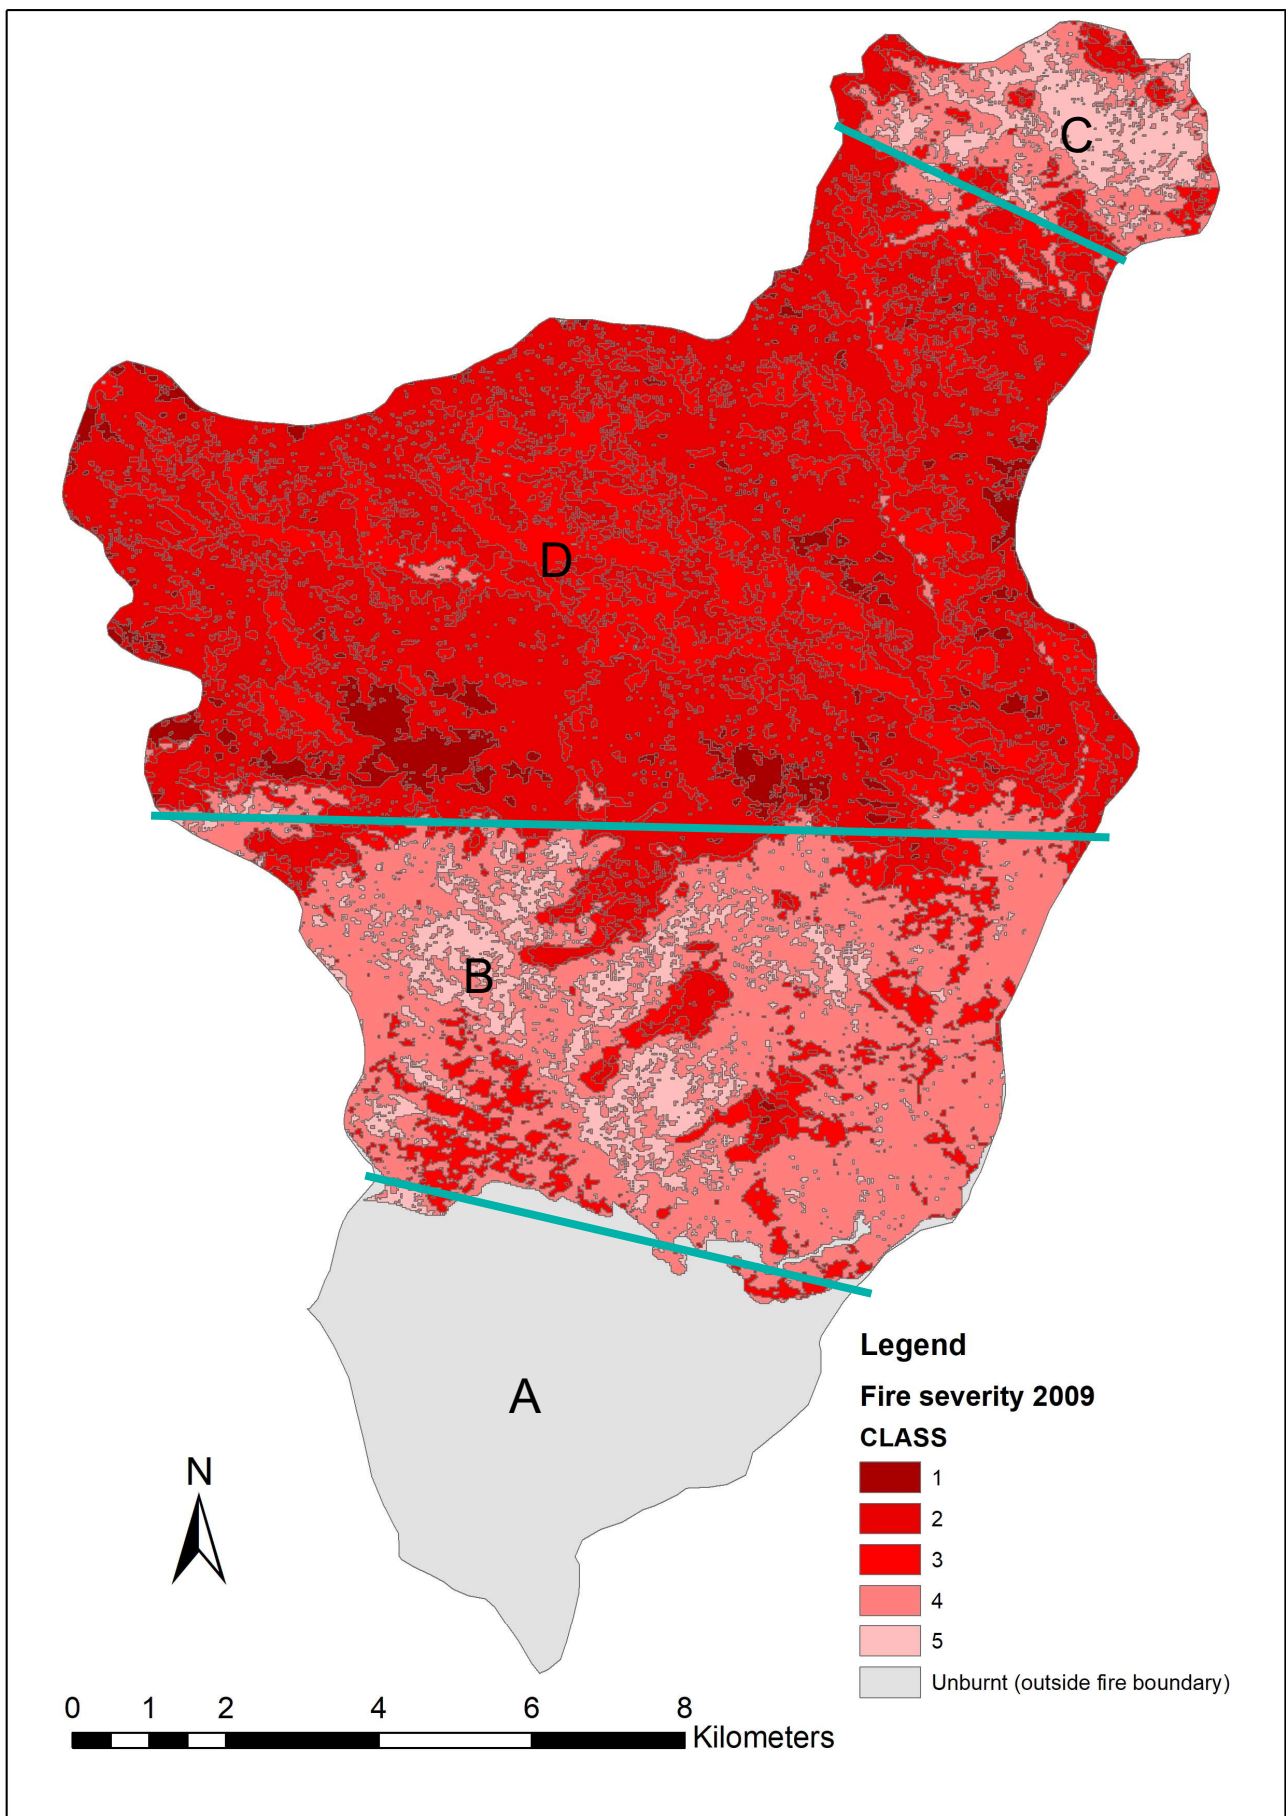 C
D
B
A
Legend
Fire severity 2009
CLASS
1
2
3
4
5
Unburnt (outside fire boundary)
N
0 1 2 4 6 8
Kilometers